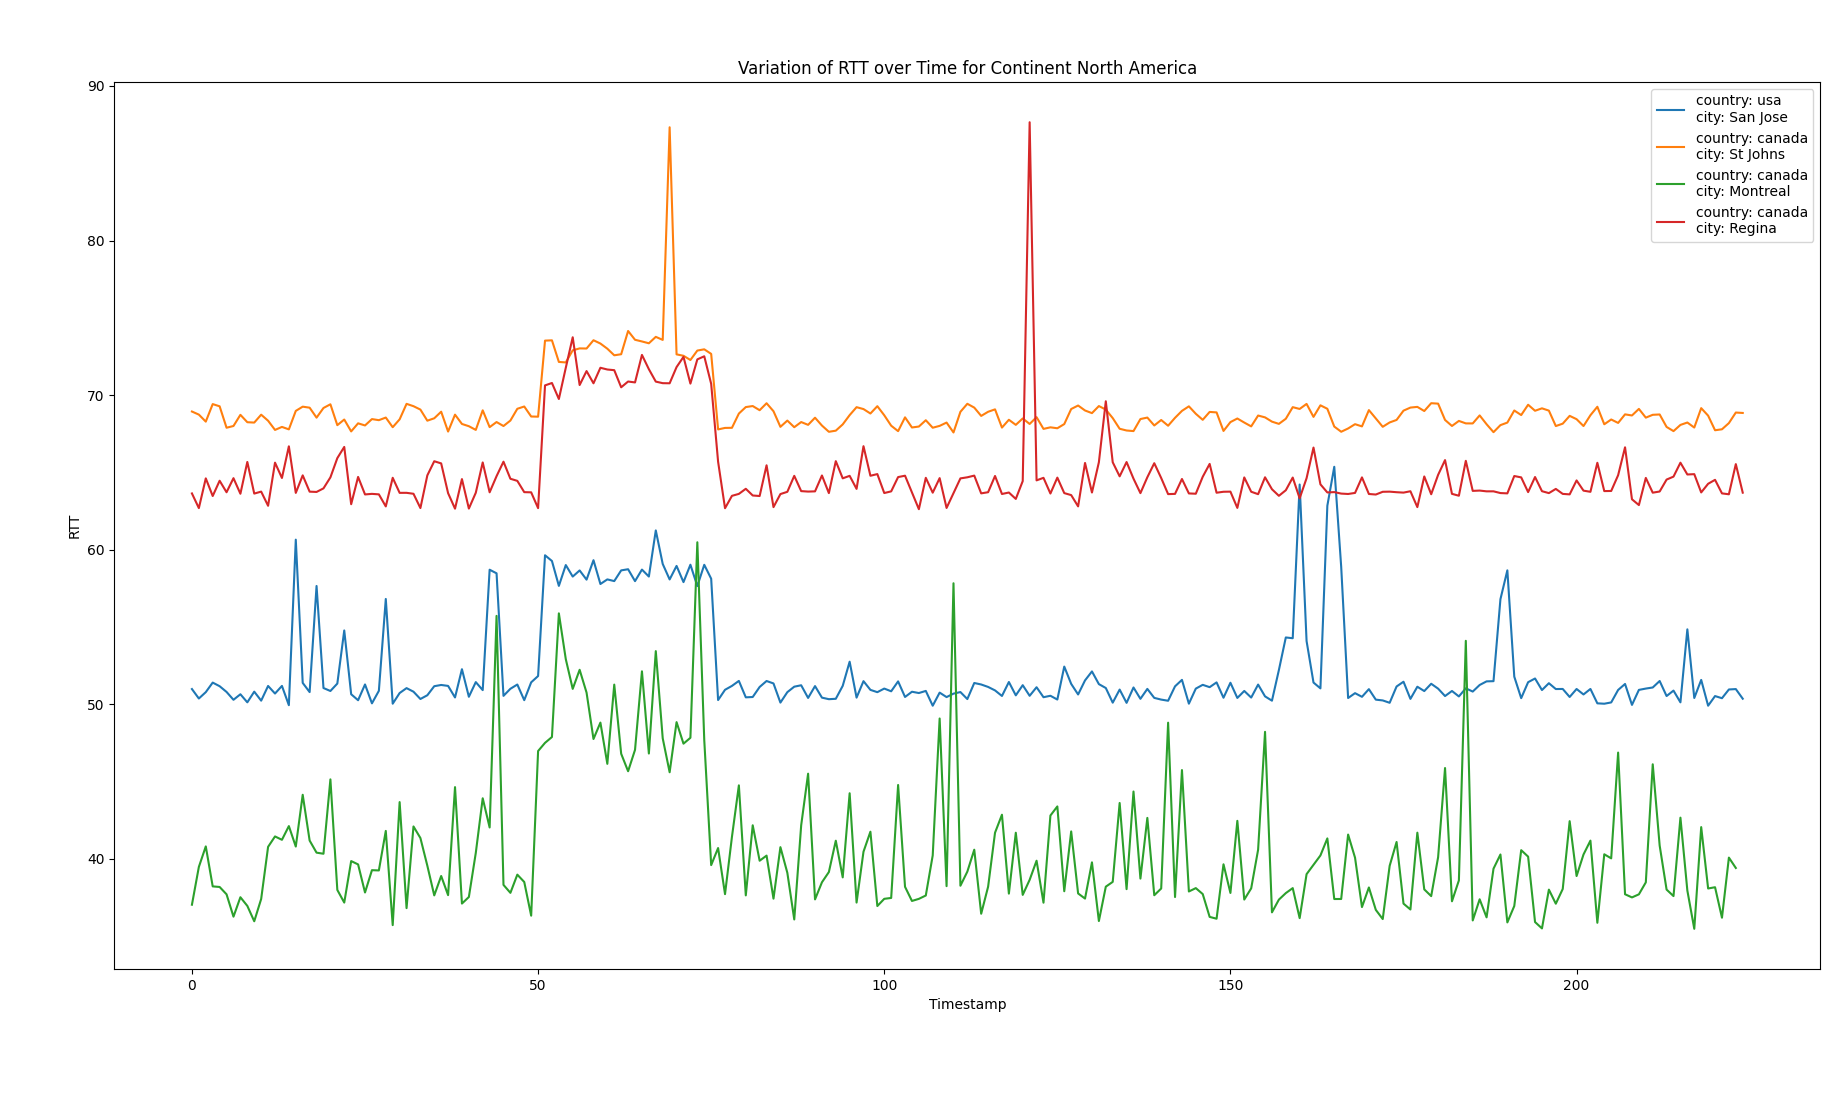 Variation of RTT over Time for Continent North America
90
80
70
60
50
40
RTT
0
50
100
150
200
Timestamp
country: usa
city: San Jose
country: canada
city: St Johns
country: canada
city: Montreal
country: canada
city: Regina